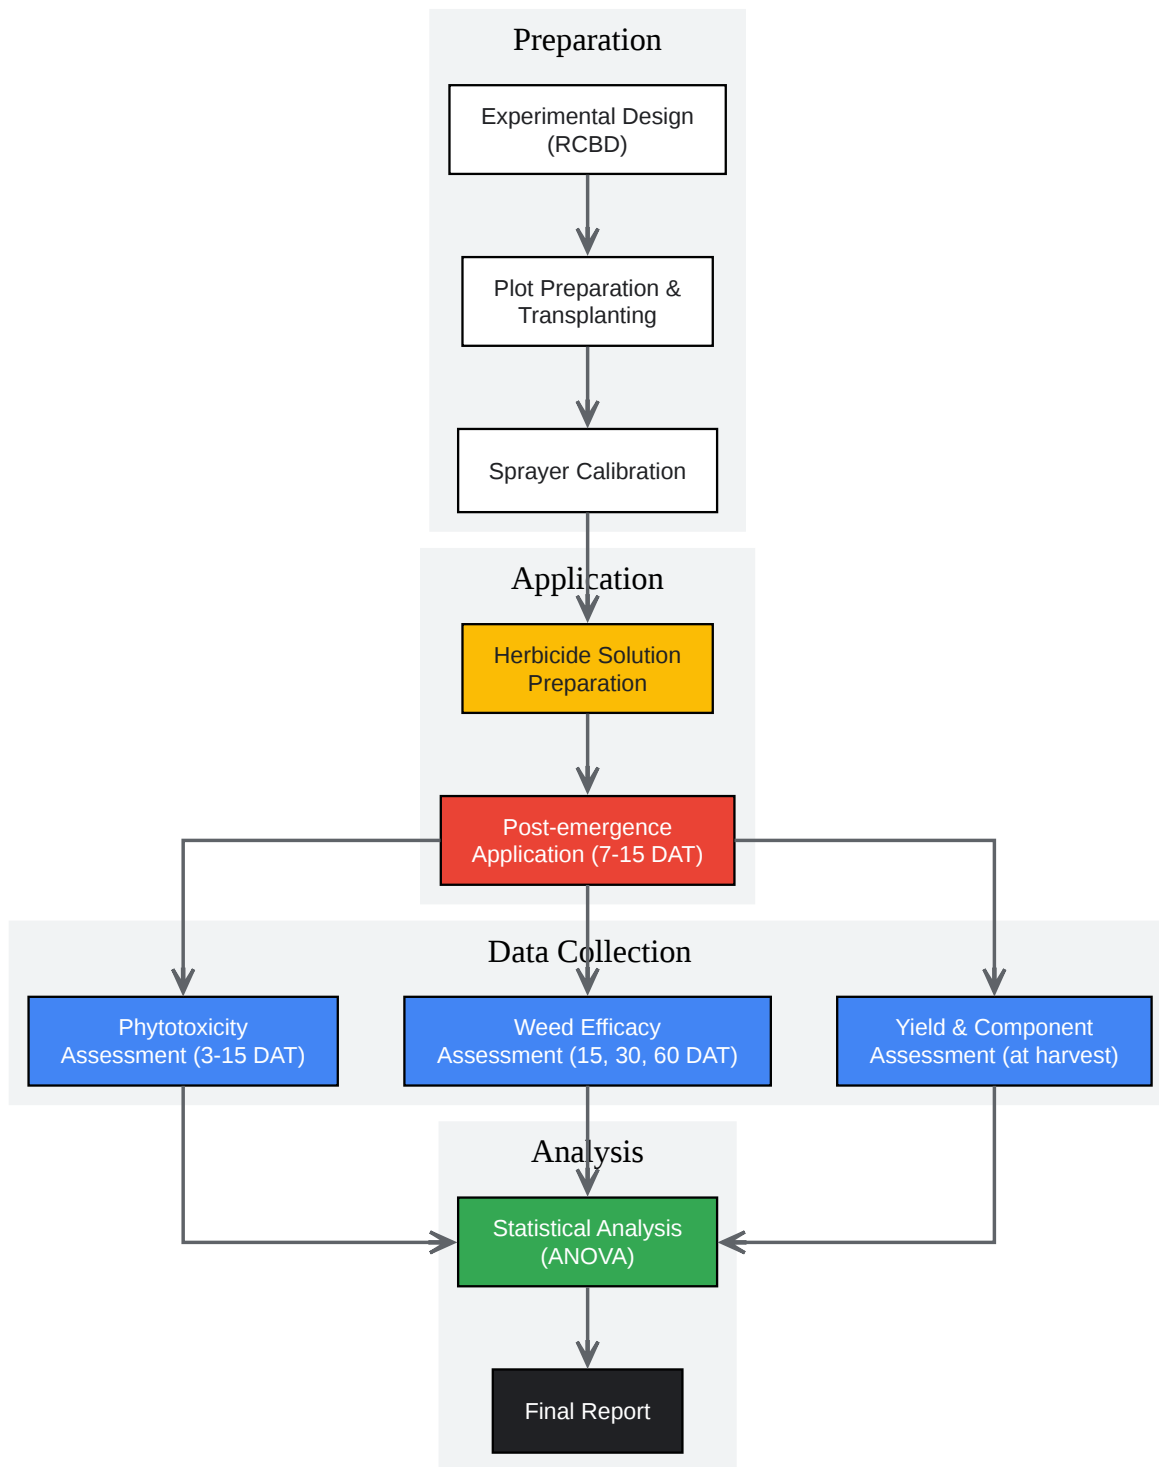 Preparation
Experimental Design
(RCBD)
Plot Preparation &
Transplanting
Sprayer Calibration
Application
Herbicide Solution
Preparation
Post-emergence
Application (7-15 DAT)
Data Collection
Phytotoxicity
Assessment (3-15 DAT)
Weed Efficacy
Assessment (15, 30, 60 DAT)
Yield & Component
Assessment (at harvest)
Analysis
Statistical Analysis
(ANOVA)
Final Report